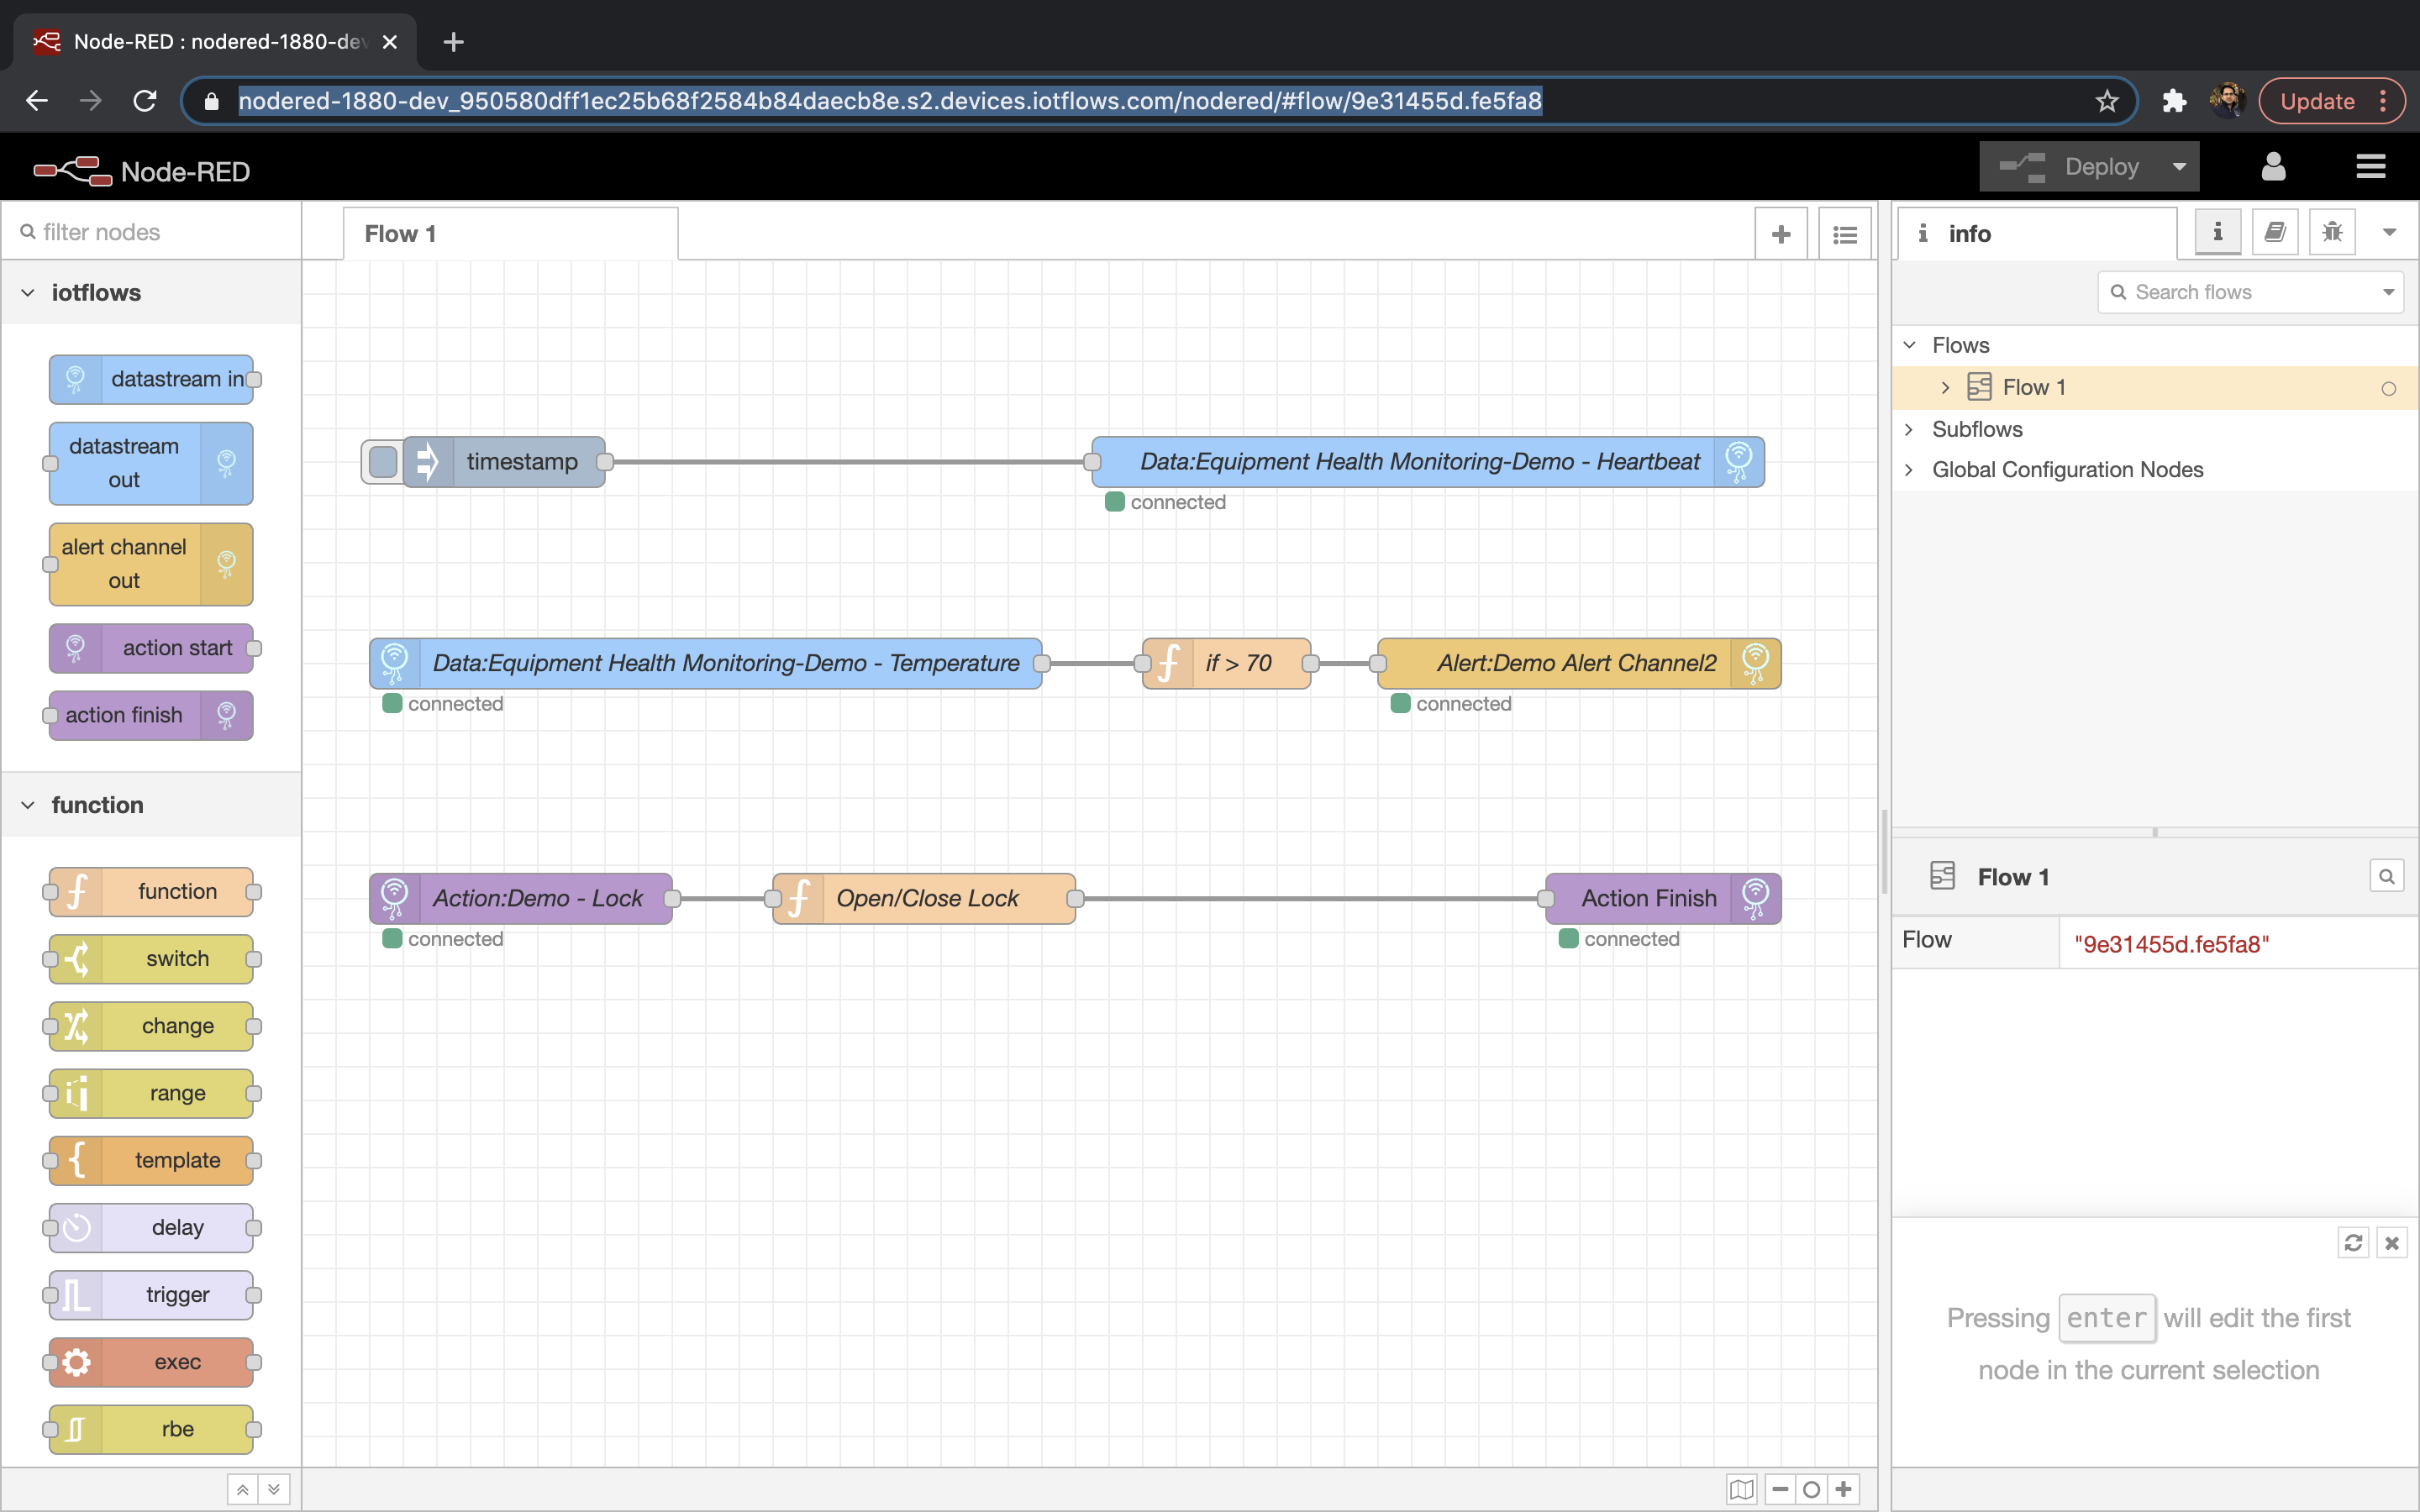 Node-RED : nodered-1880-dev
nodered-1880-dev_950580dff1ec25b68f2584b84daecb8e.s2.devices.iotflows.com/nodered/#flow/9e31455d.fe5fa8
Update
Node-RED
Deploy
filter nodes
Flow 1
info
Search flows
iotflows
datastream in
datastream
out
alert channel
out
action start
action finish
function
function
switch
change
range
template
delay
trigger
exec
rbe
timestamp
Data:Equipment Health Monitoring-Demo - Heartbeat
connected
Data:Equipment Health Monitoring-Demo - Temperature
connected
if > 70
Alert:Demo Alert Channel2
connected
Action:Demo - Lock
connected
Open/Close Lock
Action Finish
connected
Flows
Flow 1
Subflows
Global Configuration Nodes
Flow 1
Flow
"9e31455d.fe5fa8"
Pressing enter will edit the first
node in the current selection